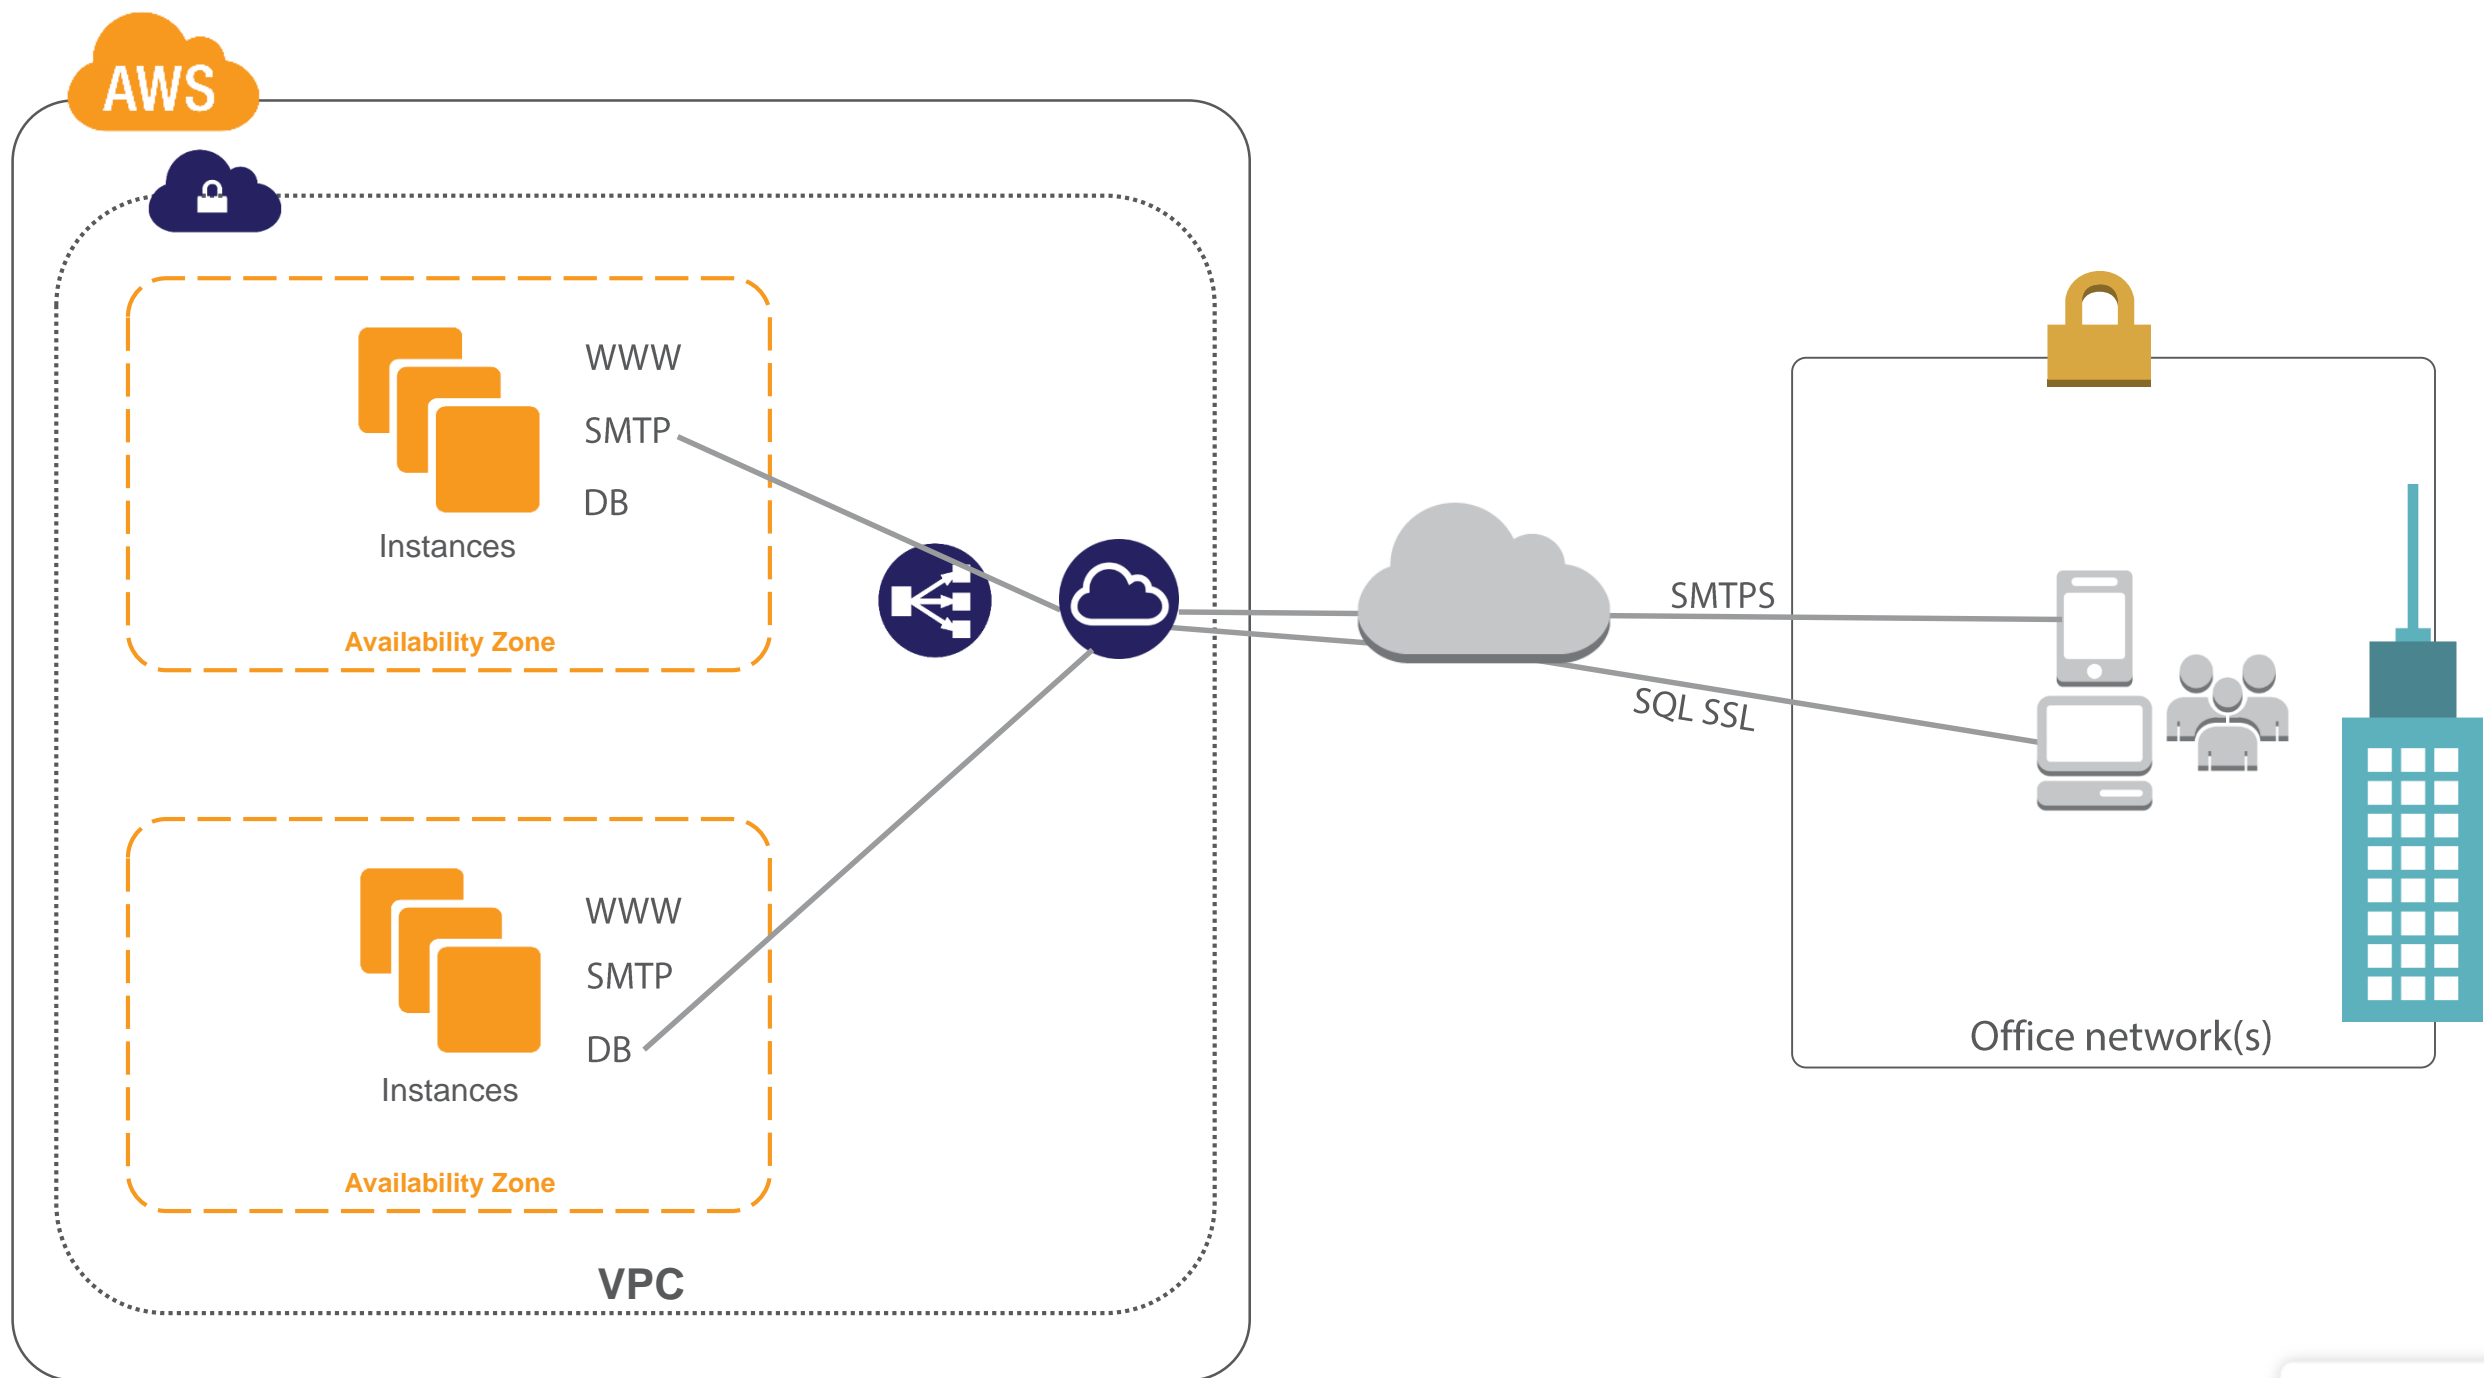 AWS
WWW
SMTP
DB
Instances
Availability Zone
SMTPS
SQL SSL
WWW
SMTP
DB
Instances
Availability Zone
Office network(s)
VPC